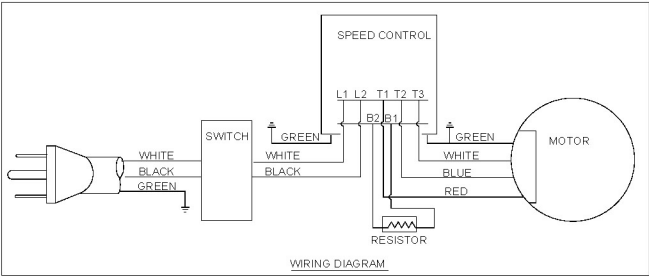 SPEED CONTROL
L1 L2 T1 T2 T3
B2 B1
SWITCH
GREEN
GREEN
MOTOR
WHITE
WHITE
WHITE
BLACK
BLACK
BLUE
GREEN
RED
RESISTOR
WIRING DIAGRAM